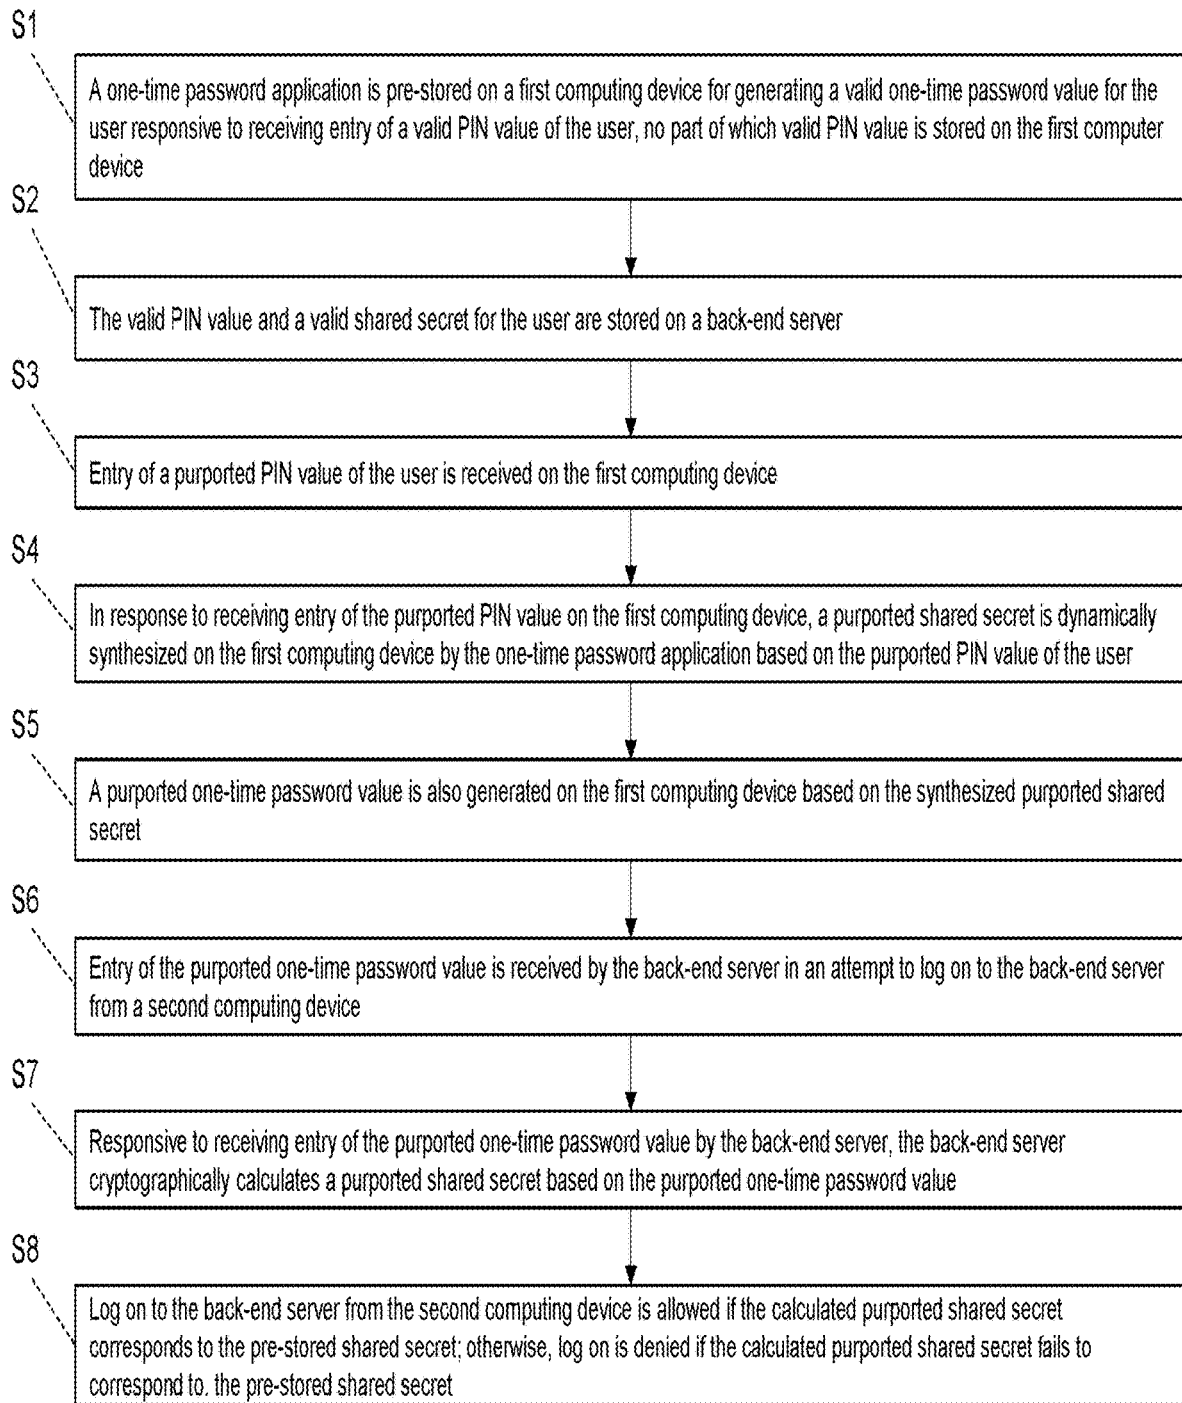 S1
A one-time password application is pre-stored on a first computing device for generating a valid one-time password value for the
user responsive to receiving entry of a valid PIN value of the user, no part of which valid PIN value is stored on the first computer
device
S2
The valid PIN value and a valid shared secret for the user are stored on a back-end server
S3
Entry of a purported PIN value of the user is received on the first computing device
S4
In response to receiving entry of the purported PIN value on the first computing device, a purported shared secret is dynamically
synthesized on the first computing device by the one-time password application based on the purported PIN value of the user
S5
A purported one-time password value is also generated on the first computing device based on the synthesized purported shared
secret
S6
Entry of the purported one-time password value is received by the back-end server in an attempt to log on to the back-end server
from a second computing device
S7
Responsive to receiving entry of the purported one-time password value by the back-end server, the back-end server
cryptographically calculates a purported shared secret based on the purported one-time password value
S8
Log on to the back-end server from the second computing device is allowed if the calculated purported shared secret
corresponds to the pre-stored shared secret; otherwise, log on is denied if the calculated purported shared secret fails to
correspond to. the pre-stored shared secret